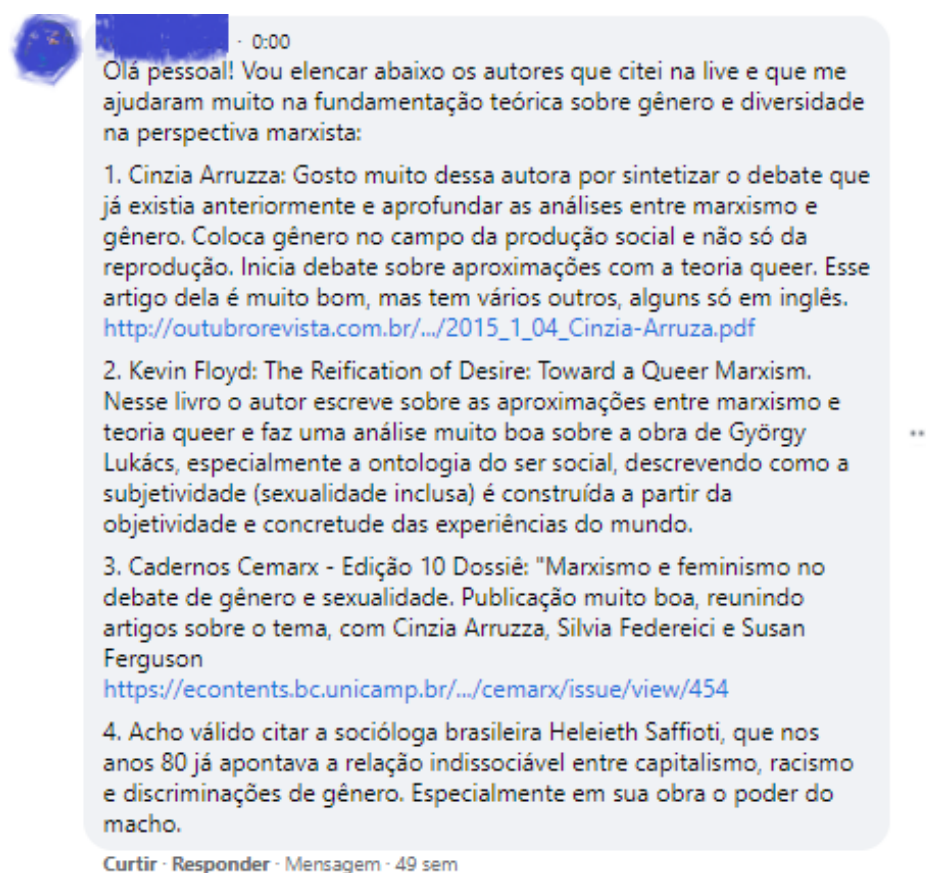 · 0:00
Olá pessoal! Vou elencar abaixo os autores que citei na live e que me
ajudaram muito na fundamentação teórica sobre gênero e diversidade
na perspectiva marxista:
1. Cinzia Arruzza: Gosto muito dessa autora por sintetizar o debate que
já existia anteriormente e aprofundar as análises entre marxismo e
gênero. Coloca gênero no campo da produção social e não só da
reprodução. Inicia debate sobre aproximações com a teoria queer. Esse
artigo dela é muito bom, mas tem vários outros, alguns só em inglês.
http://outubrorevista.com.br/.../2015_1_04_Cinzia-Arruza.pdf
2. Kevin Floyd: The Reification of Desire: Toward a Queer Marxism.
Nesse livro o autor escreve sobre as aproximações entre marxismo e
teoria queer e faz uma análise muito boa sobre a obra de György
Lukács, especialmente a ontologia do ser social, descrevendo como a
subjetividade (sexualidade inclusa) é construída a partir da
objetividade e concretude das experiências do mundo.
3. Cadernos Cemarx - Edição 10 Dossiê: "Marxismo e feminismo no
debate de gênero e sexualidade. Publicação muito boa, reunindo
artigos sobre o tema, com Cinzia Arruzza, Silvia Federeici e Susan
Ferguson
https://econtents.bc.unicamp.br/.../cemarx/issue/view/454
4. Acho válido citar a socióloga brasileira Heleieth Saffioti, que nos
anos 80 já apontava a relação indissociável entre capitalismo, racismo
e discriminações de gênero. Especialmente em sua obra o poder do
macho.
Curtir · Responder · Mensagem · 49 sem